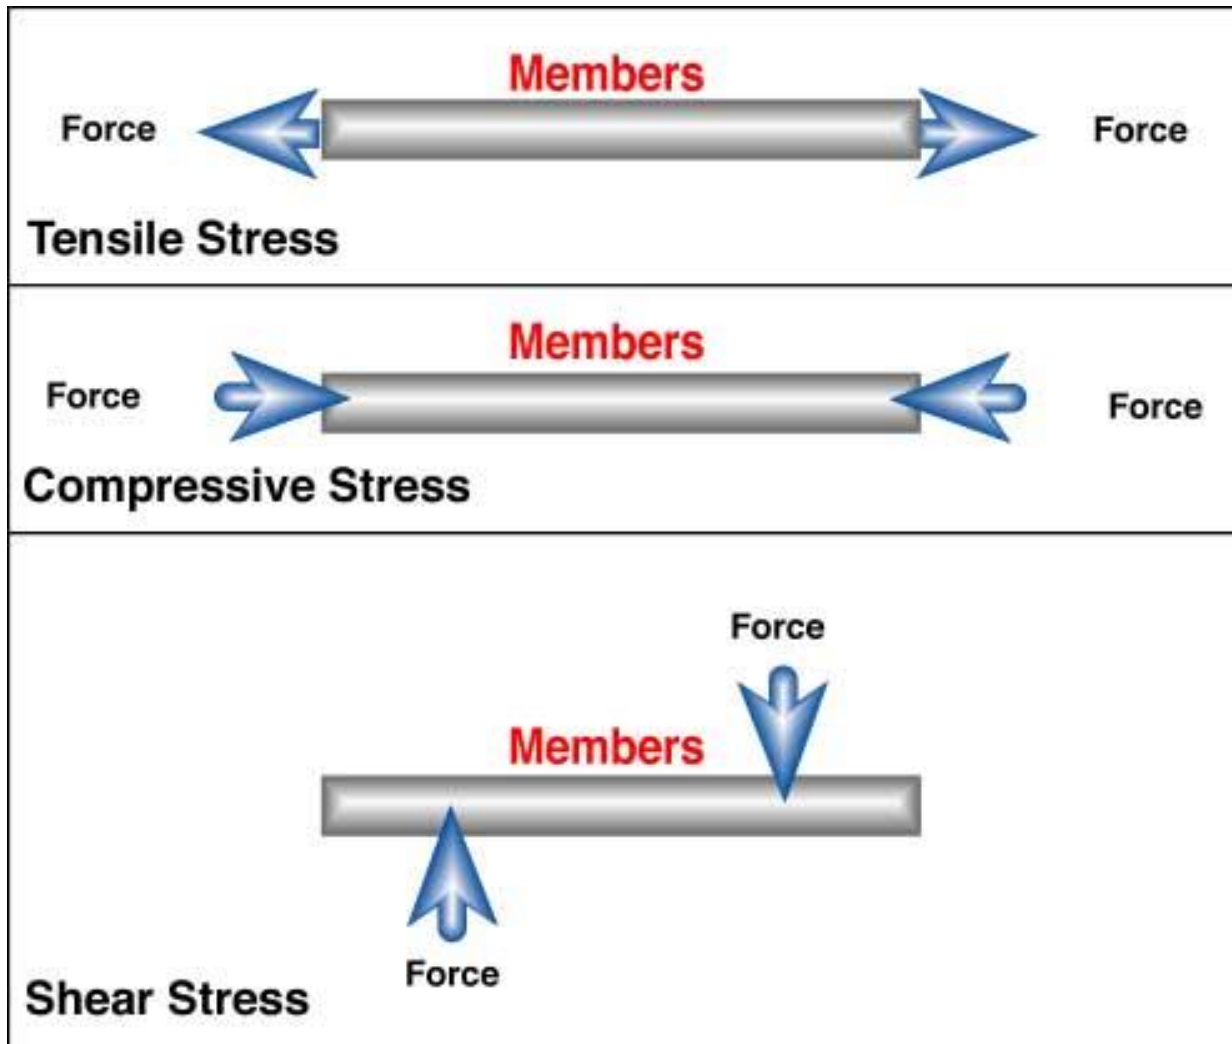 Members
Force
Force
Tensile Stress
Members
Force
Force
Compressive Stress
Force
Members
Force
Shear Stress